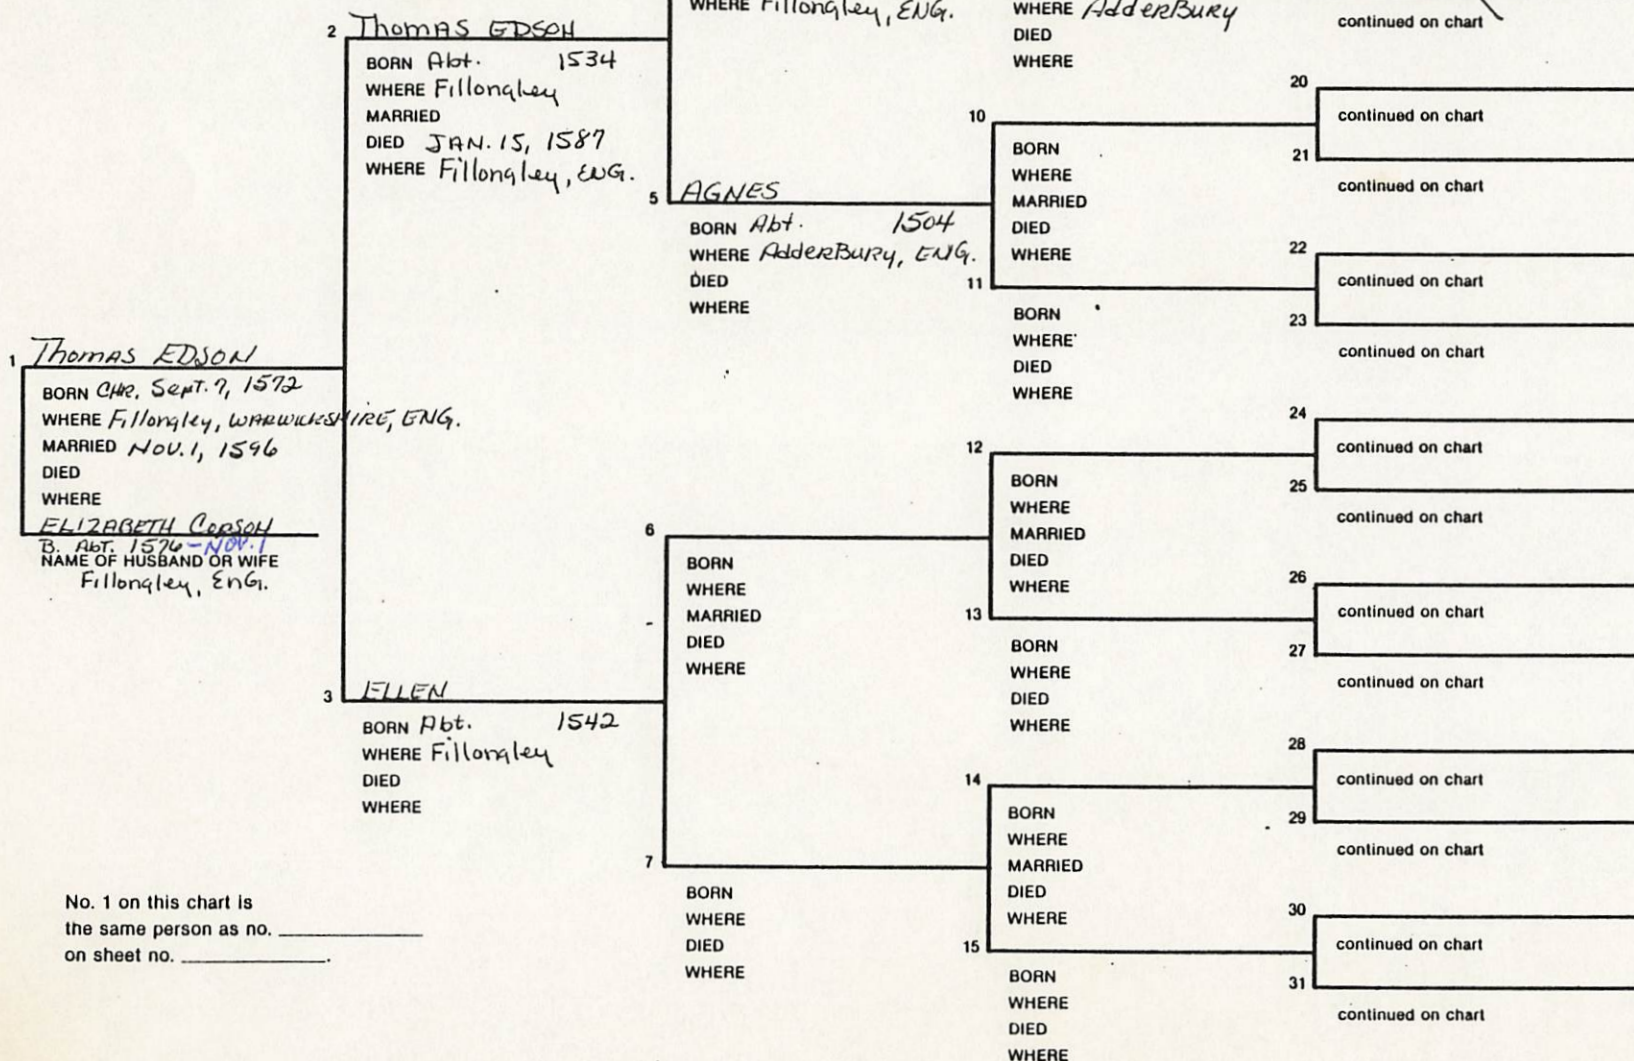 WHERE Fillongley, ENG.
WHERE AdderBury
DIED
WHERE
continued on chart
2 Thomas EDSON
BORN Abt. 1534
WHERE Fillongley
MARRIED
DIED JAN. 15, 1587
WHERE Fillongley, ENG.
20
continued on chart
21
continued on chart
10
BORN
WHERE
MARRIED
DIED
WHERE
5 AGNES
BORN Abt. 1504
WHERE AdderBury, ENG.
DIED
WHERE
22
continued on chart
23
continued on chart
11
BORN
WHERE
DIED
WHERE
1 Thomas EDSON
BORN CHR. Sept. 7, 1572
WHERE Fillongley, WARWICKSHIRE, ENG.
MARRIED NOV. 1, 1596
DIED
WHERE
ELIZABETH Copson
B. Abt. 1576 - NOV. 1
NAME OF HUSBAND OR WIFE
Fillongley, EnG.
24
continued on chart
25
continued on chart
12
BORN
WHERE
MARRIED
DIED
WHERE
6
BORN
WHERE
MARRIED
DIED
WHERE
26
continued on chart
27
continued on chart
13
BORN
WHERE
DIED
WHERE
3 ELLEN
BORN Abt. 1542
WHERE Fillongley
DIED
WHERE
28
continued on chart
29
continued on chart
14
BORN
WHERE
MARRIED
DIED
WHERE
7
BORN
WHERE
DIED
WHERE
30
continued on chart
31
continued on chart
15
BORN
WHERE
DIED
WHERE
No. 1 on this chart is
the same person as no.
on sheet no. .